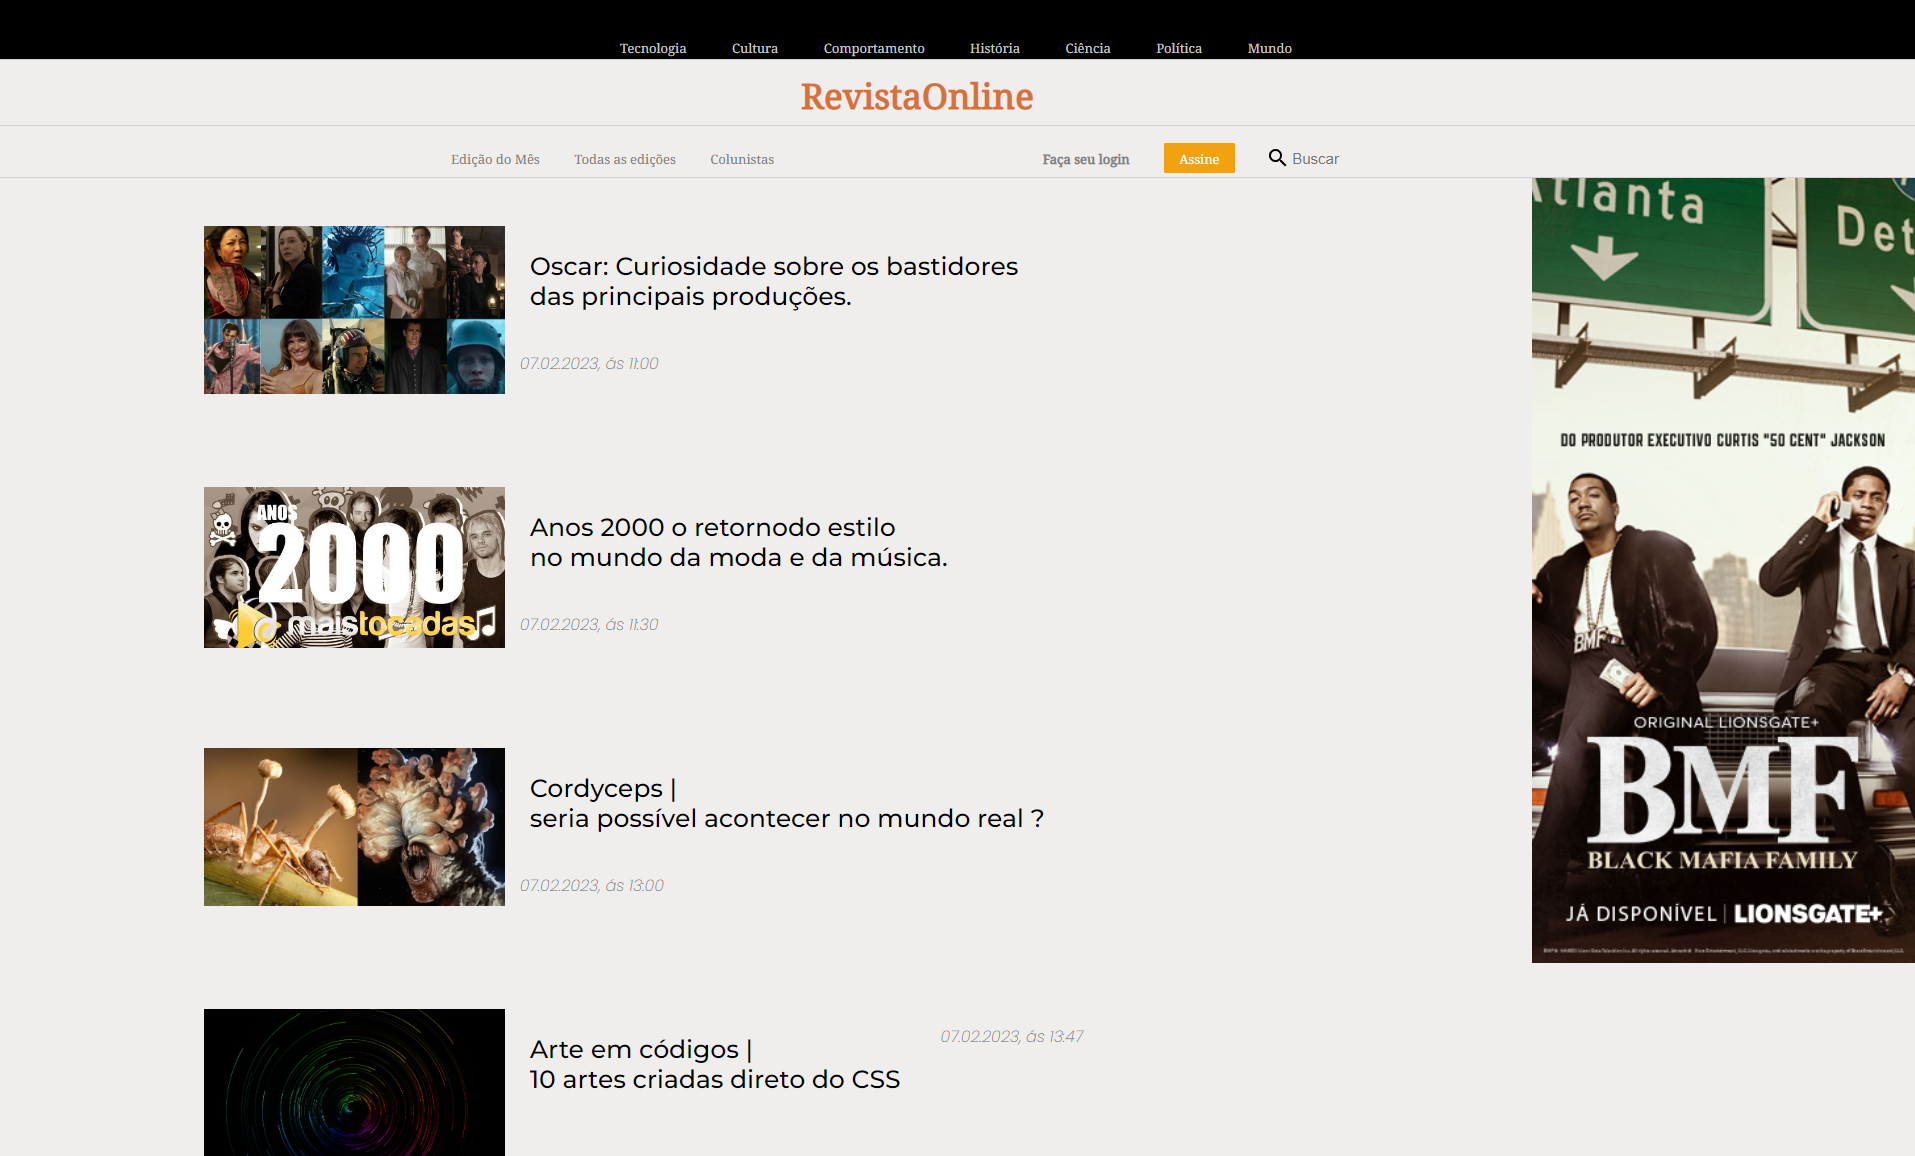 Tecnologia Cultura Comportamento História Ciência Política Mundo
RevistaOnline
Edição do Mês Todas as edições Colunistas Faça seu login Assine Buscar
Oscar: Curiosidade sobre os bastidores
das principais produções.
07.02.2023, ás 11:00
ANOS
2000
maistocadas
Anos 2000 o retornodo estilo
no mundo da moda e da música.
07.02.2023, ás 11:30
Cordyceps |
seria possível acontecer no mundo real ?
07.02.2023, ás 13:00
Arte em códigos |
10 artes criadas direto do CSS
07.02.2023, ás 13:47
Atlanta
Det
DO PRODUTOR EXECUTIVO CURTIS "50 CENT" JACKSON
BMF
ORIGINAL LIONSGATE+
BMF
BLACK MAFIA FAMILY
JÁ DISPONÍVEL | LIONSGATE+